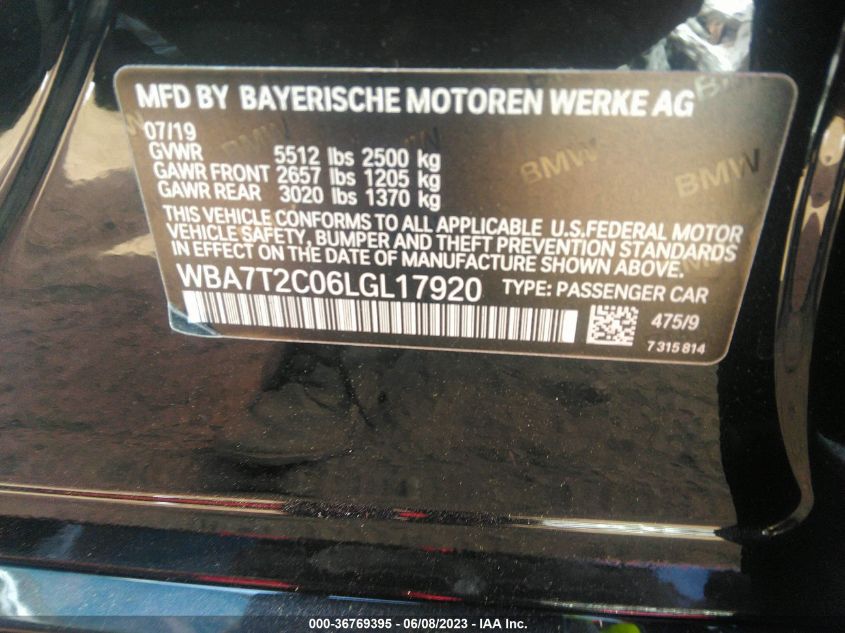 MFD BY BAYERISCHE MOTOREN WERKE AG
07/19
GVWR 5512 lbs 2500 kg
GAWR FRONT 2657 lbs 1205 kg
GAWR REAR 3020 lbs 1370 kg
THIS VEHICLE CONFORMS TO ALL APPLICABLE U.S.FEDERAL MOTOR
VEHICLE SAFETY, BUMPER AND THEFT PREVENTION STANDARDS
IN EFFECT ON THE DATE OF MANUFACTURE SHOWN ABOVE.
WBA7T2C06LGL17920 TYPE: PASSENGER CAR
475/9
7 315 814
BMW
BMW
000-36769395 - 06/08/2023 - IAA Inc.